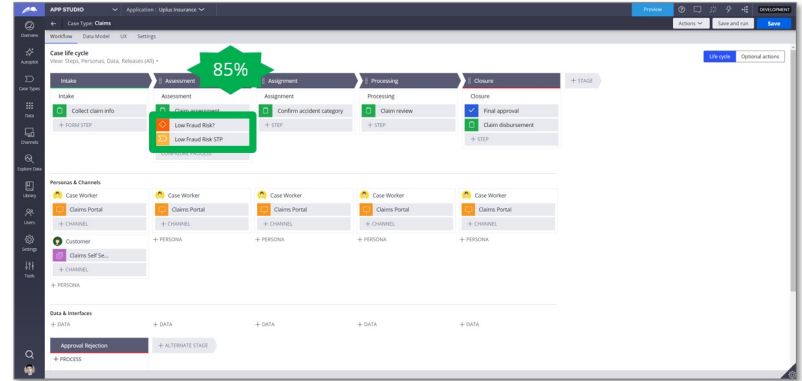 APP STUDIO
Application : Uplus Insurance
Preview
DEVELOPMENT
Case Type: Claims
Actions
Save and run
Save
Overview
Workflow Data Model UX Settings
Case life cycle
View: Steps, Personas, Data, Releases (All)
Life cycle Optional actions
85%
Autopilot
Intake Assessment Assignment Processing Closure + STAGE
Case Types
Intake Assessment Assignment Processing Closure
Collect claim info Claim assessment Confirm accident category Claim review Final approval
+ FORM STEP Low Fraud Risk? + STEP + STEP Claim disbursement
Data
Low Fraud Risk STP + STEP
Channels
CONFIGURE PROCESS
Explore Data
Personas & Channels
Library
Case Worker Case Worker Case Worker Case Worker Case Worker
Claims Portal Claims Portal Claims Portal Claims Portal Claims Portal
Users
+ CHANNEL + CHANNEL + CHANNEL + CHANNEL + CHANNEL
Customer + PERSONA + PERSONA + PERSONA + PERSONA
Settings
Claims Self Se...
+ CHANNEL
Tools
+ PERSONA
Data & Interfaces
+ DATA + DATA + DATA + DATA + DATA
Approval Rejection + ALTERNATE STAGE
+ PROCESS